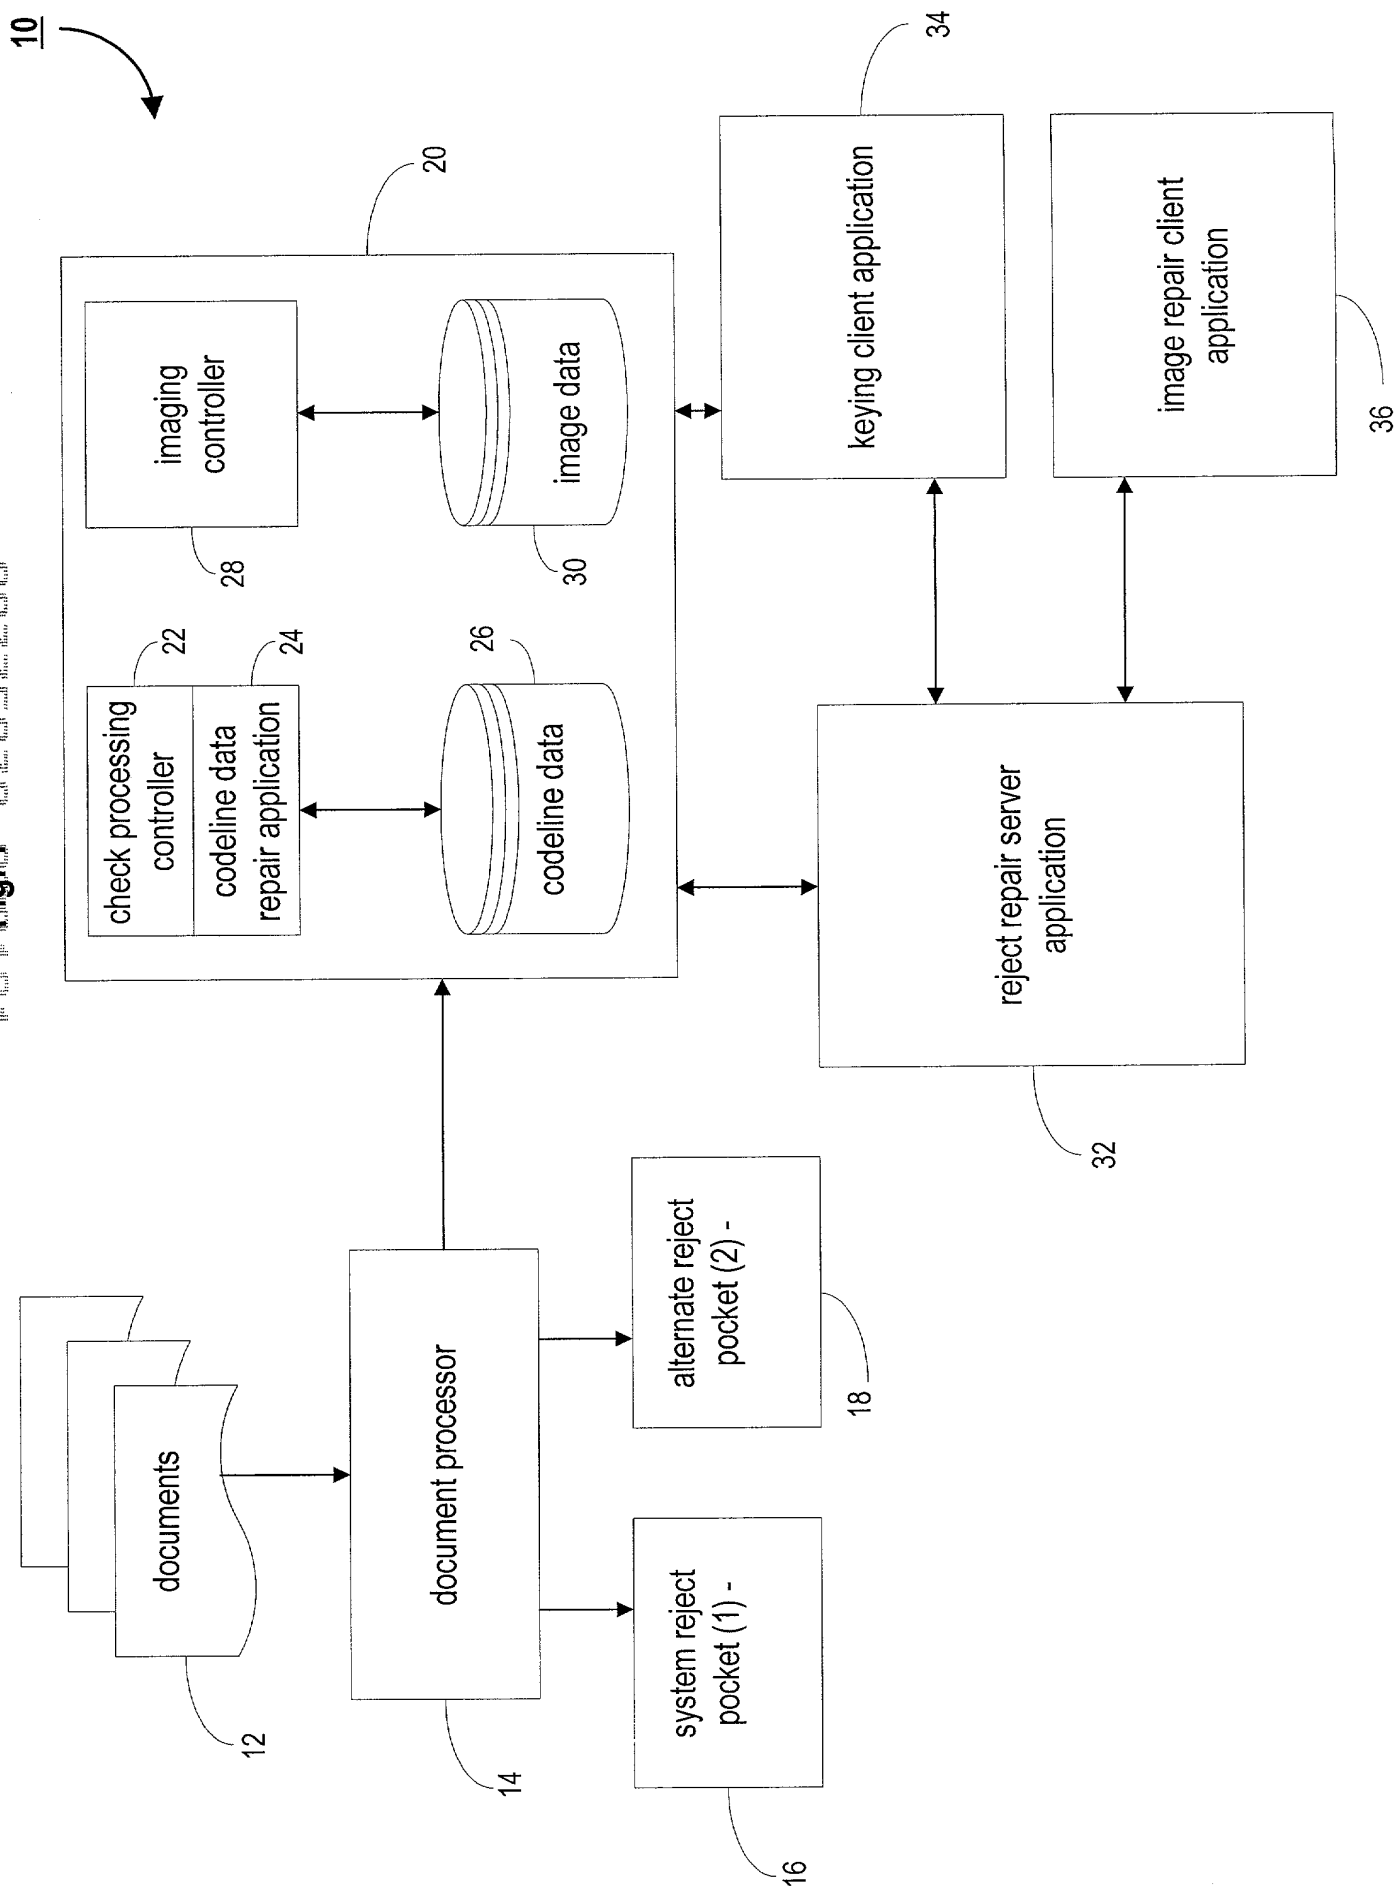 10
documents
12
document processor
14
system reject
pocket (1) -
16
alternate reject
pocket (2) -
18
20
check processing
controller
22
codeline data
repair application
24
codeline data
26
imaging
controller
28
image data
30
reject repair server
application
32
keying client application
34
image repair client
application
36